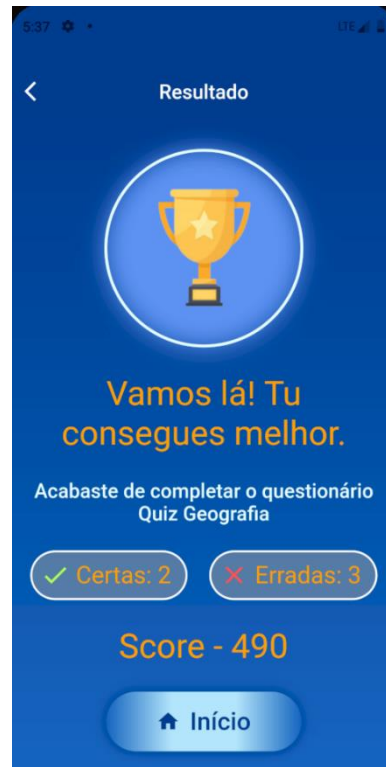 5:37 LTE
Resultado
Vamos lá! Tu
consegues melhor.
Acabaste de completar o questionário
Quiz Geografia
Certas: 2 Erradas: 3
Score - 490
Início